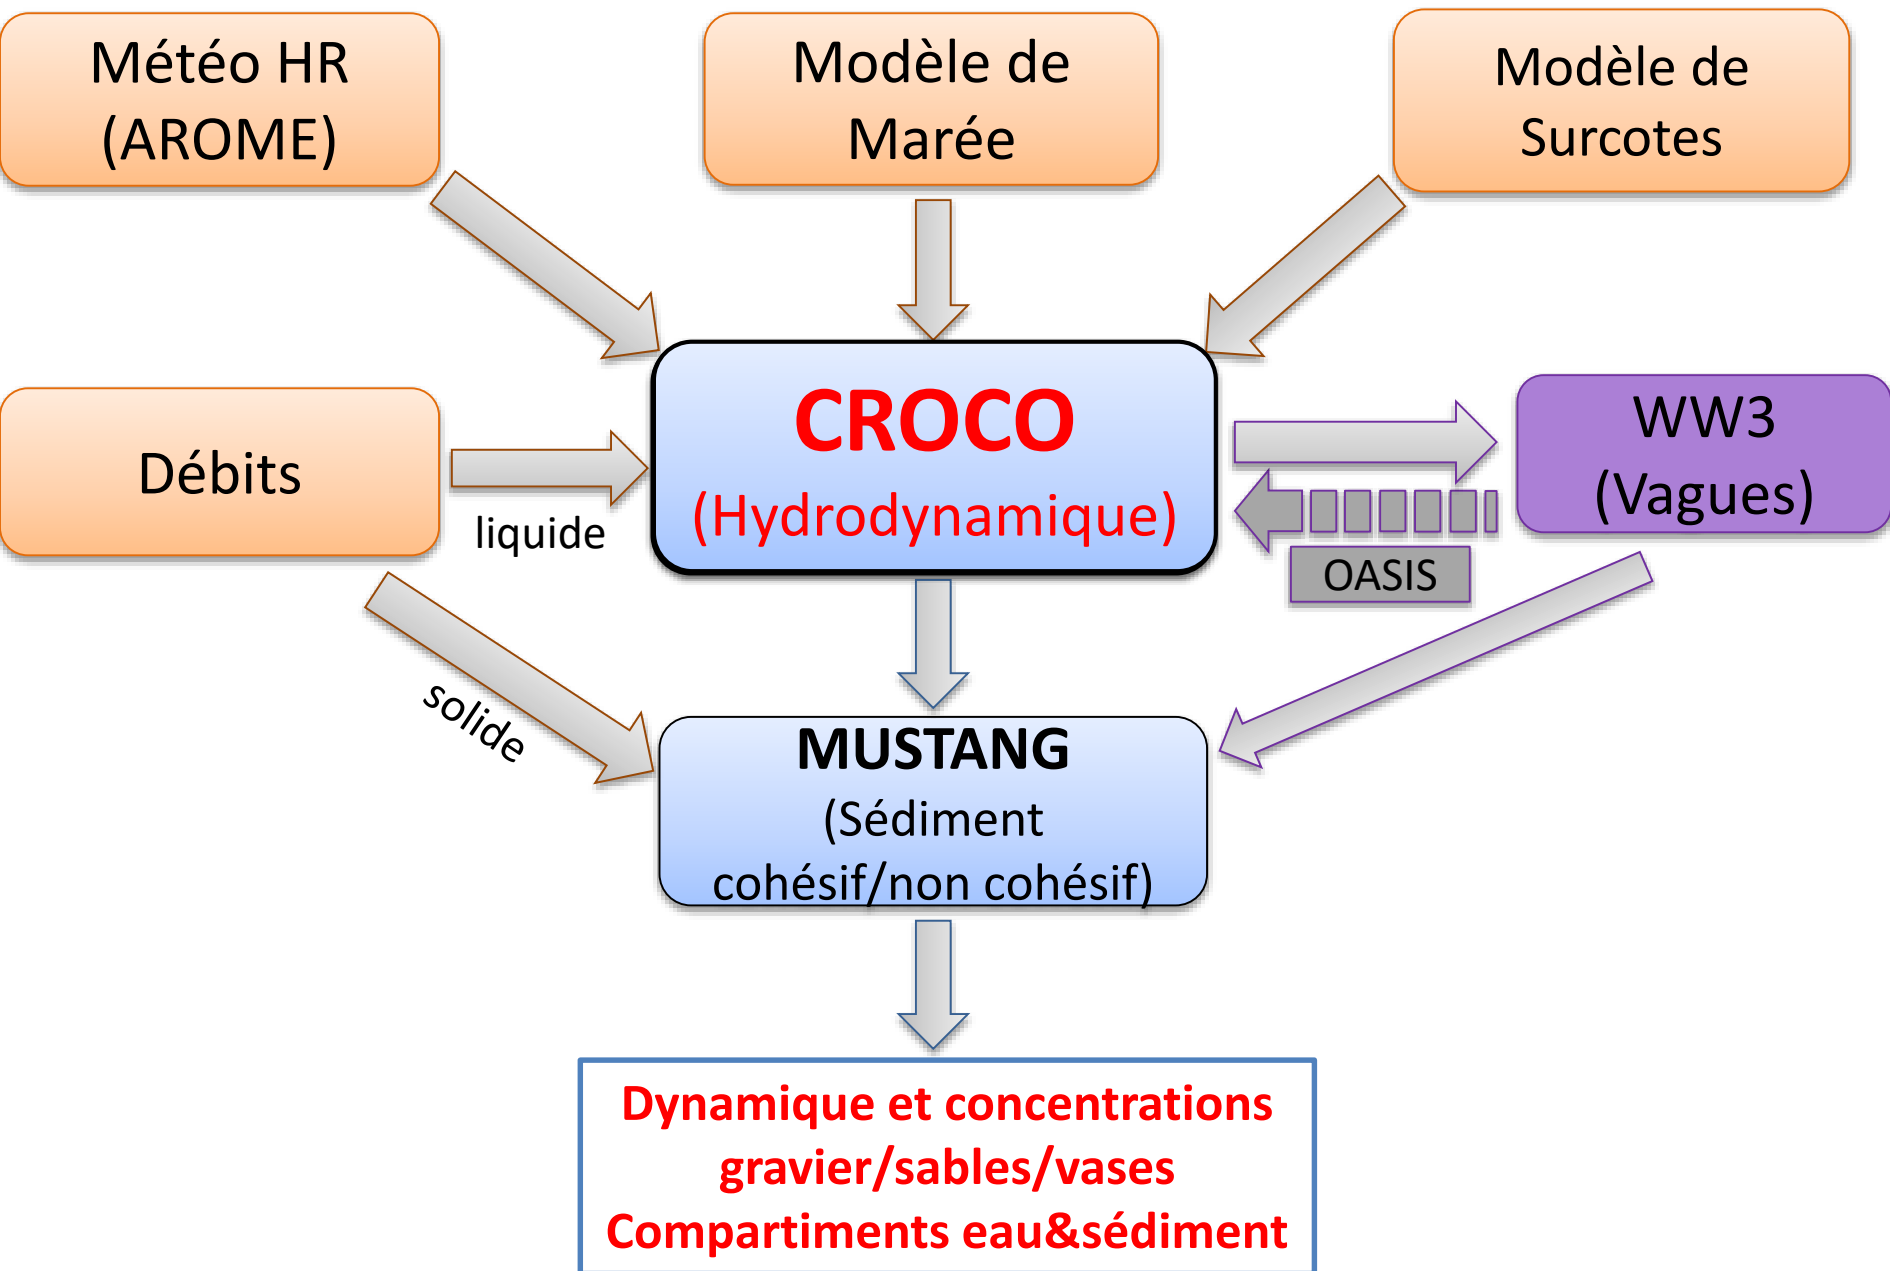 Météo HR
(AROME)
Modèle de
Marée
Modèle de
Surcotes
Débits
liquide
solide
CROCO
(Hydrodynamique)
WW3
(Vagues)
OASIS
MUSTANG
(Sédiment
cohésif/non cohésif)
Dynamique et concentrations
gravier/sables/vases
Compartiments eau&sédiment